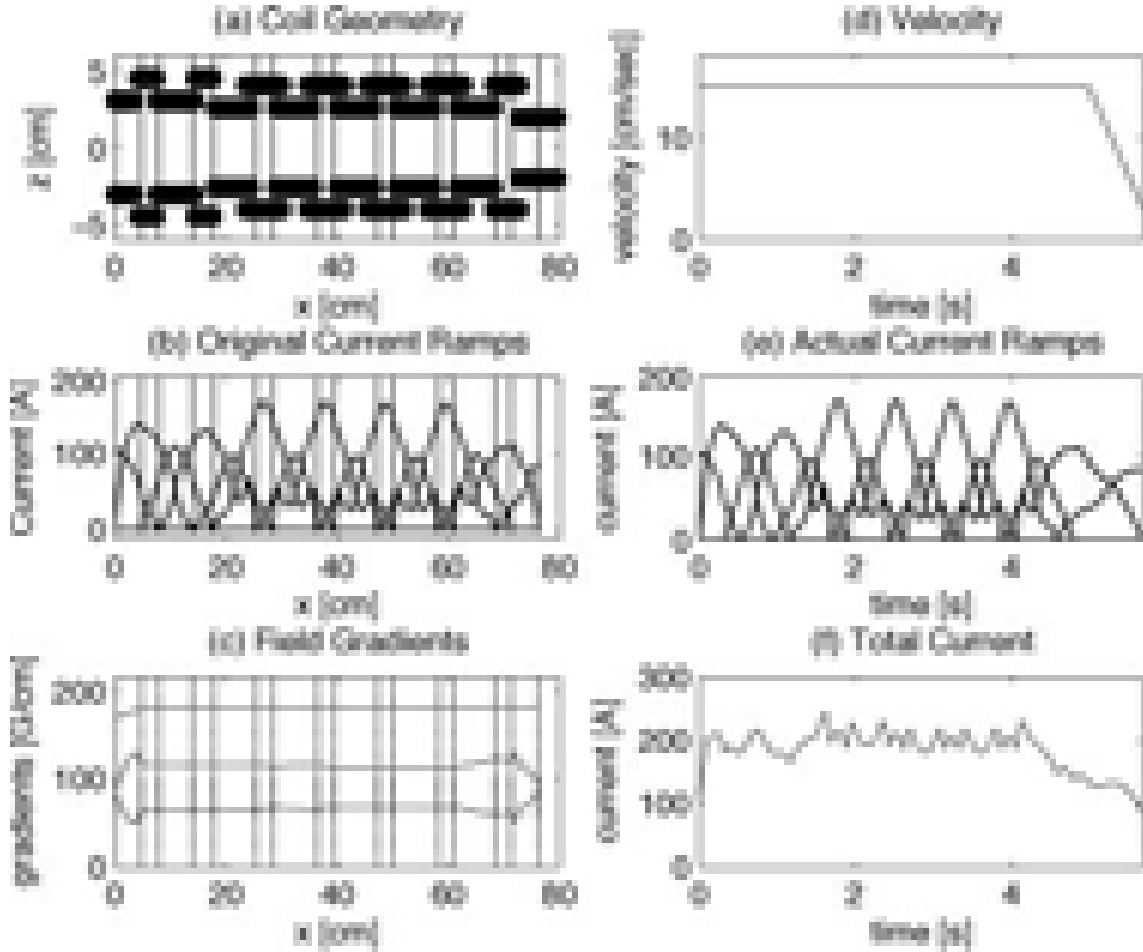 (a) Coil Geometry
z [cm]
5
0
-5
0 20 40 60 80
x [cm]
(d) Velocity
velocity [cm/sec]
10
0
0 2 4
time [s]
(b) Original Current Ramps
Current [A]
200
100
0
0 20 40 60 80
x [cm]
(e) Actual Current Ramps
current [A]
200
100
0
0 2 4
time [s]
(c) Field Gradients
gradients [G/cm]
200
100
0
0 20 40 60 80
x [cm]
(f) Total Current
current [A]
300
200
100
0
0 2 4
time [s]